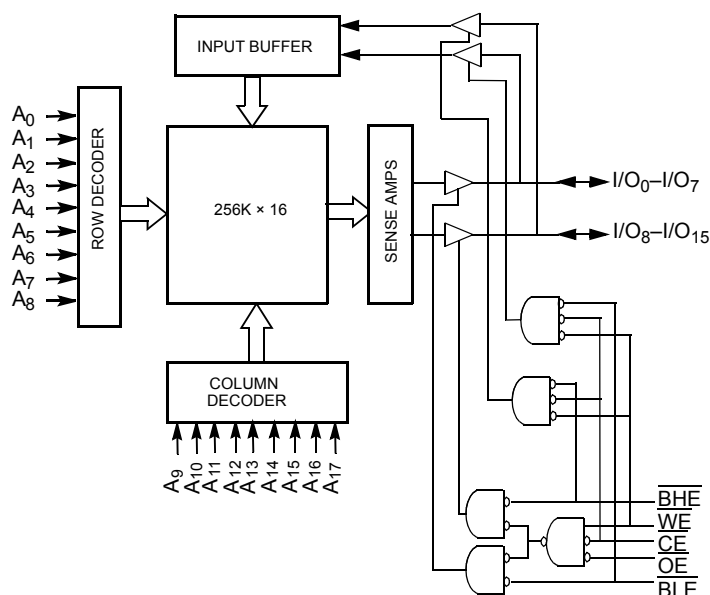 INPUT BUFFER
A0
A1
A2
A3
A4
A5
A6
A7
A8
ROW DECODER
256K × 16
SENSE AMPS
I/O0–I/O7
I/O8–I/O15
COLUMN
DECODER
A9
A10
A11
A12
A13
A14
A15
A16
A17
BHE
WE
CE
OE
BLE